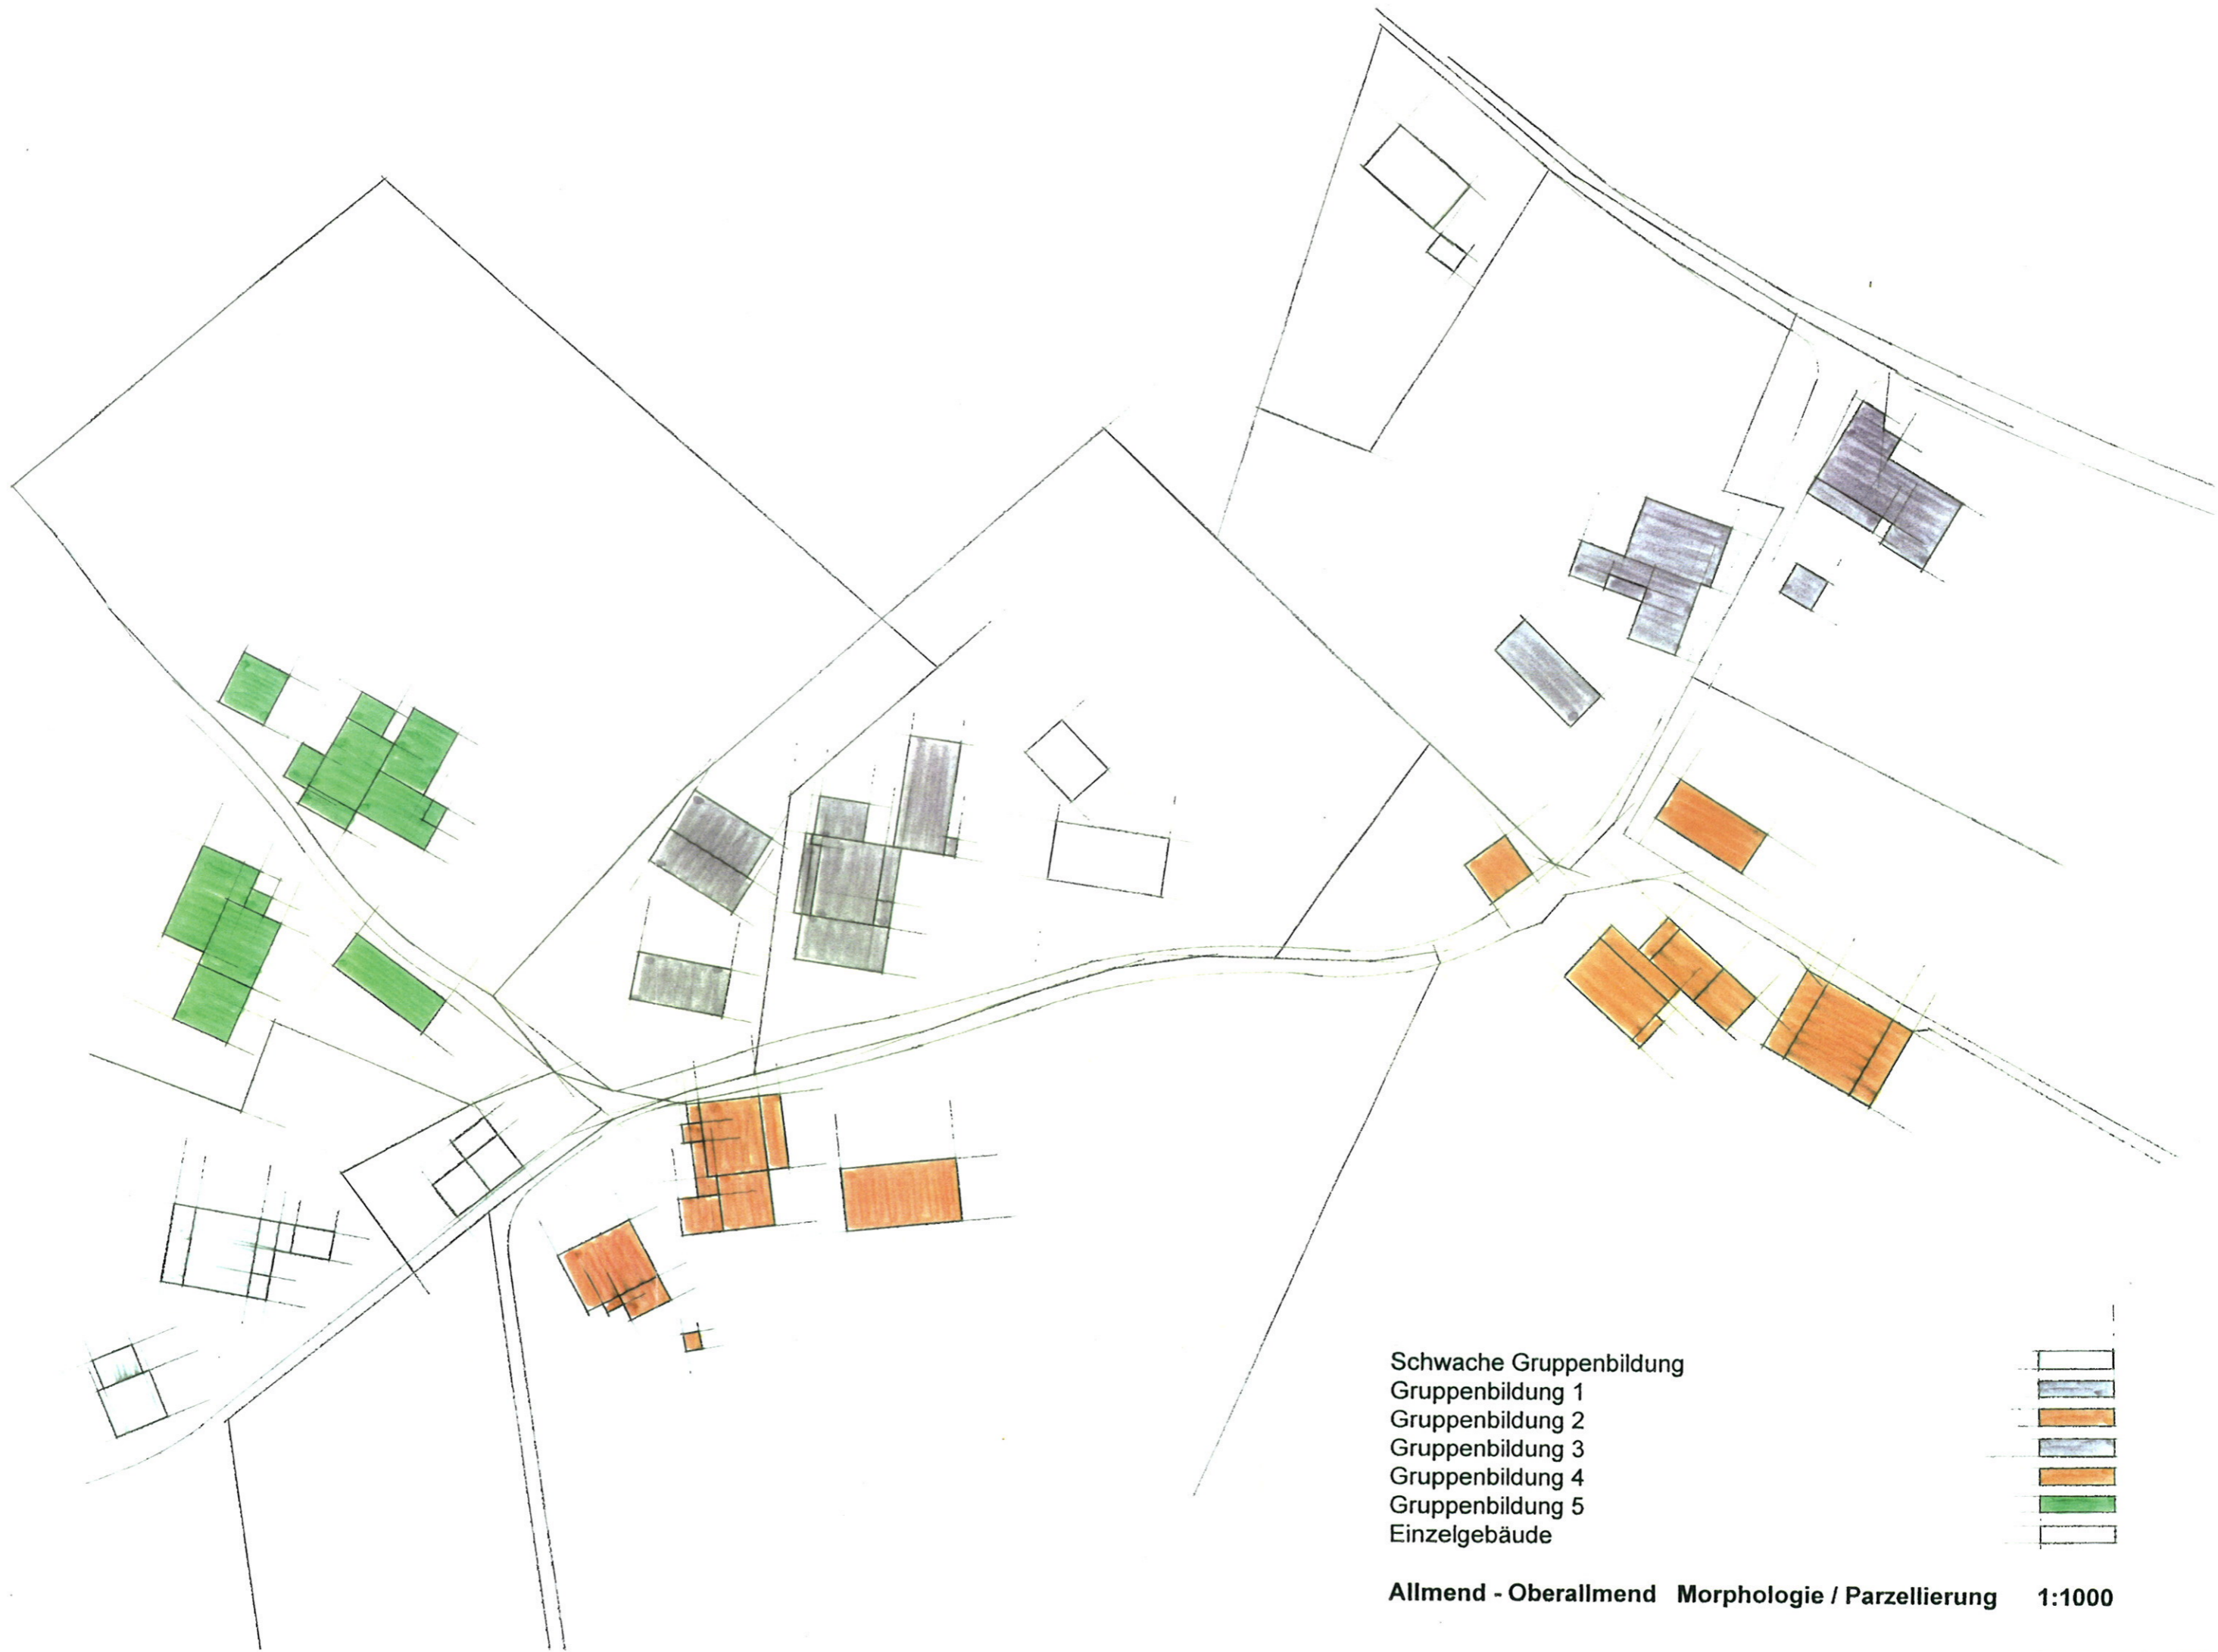 Schwache Gruppenbildung
Gruppenbildung 1
Gruppenbildung 2
Gruppenbildung 3
Gruppenbildung 4
Gruppenbildung 5
Einzelgebäude
Allmend - Oberallmend Morphologie / Parzellierung 1:1000